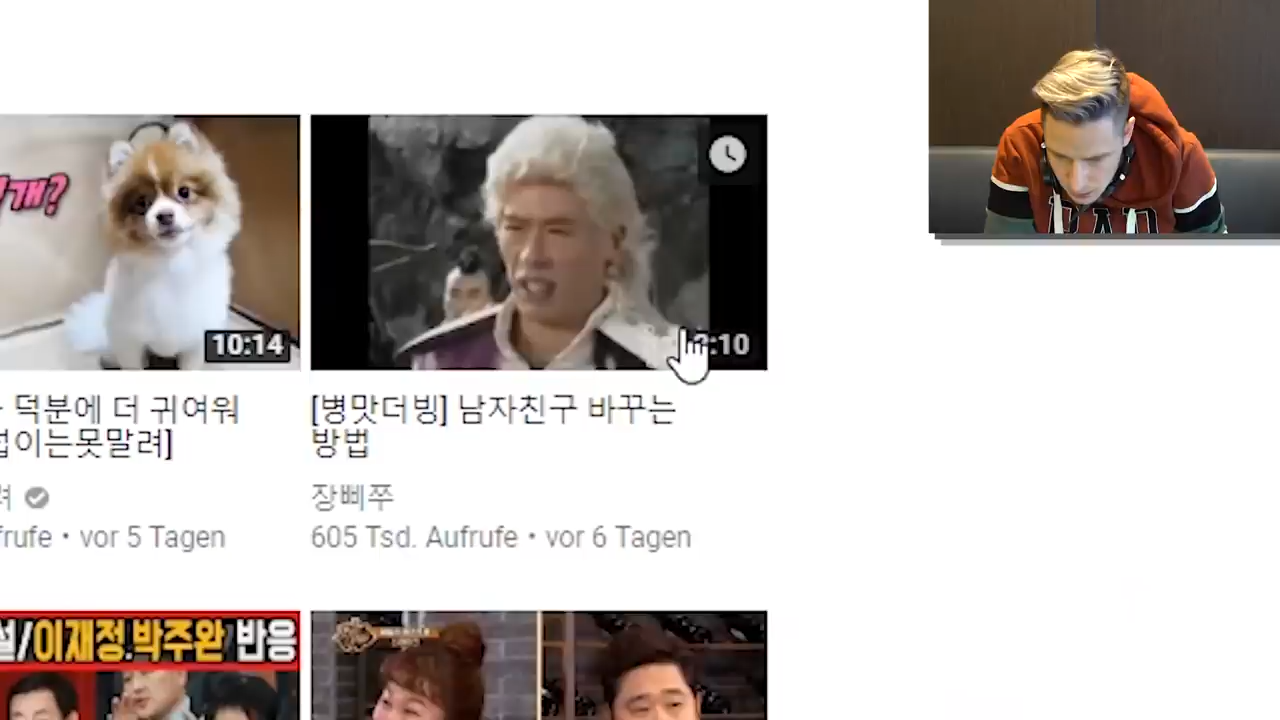 10:14
:10
덕분에 더 귀여워
[병맛더빙] 남자친구 바꾸는
이는못말려]
방법
장삐쭈
605 Tsd. Aufrufe • vor 6 Tagen
• vor 5 Tagen
이재정.박주완 반응